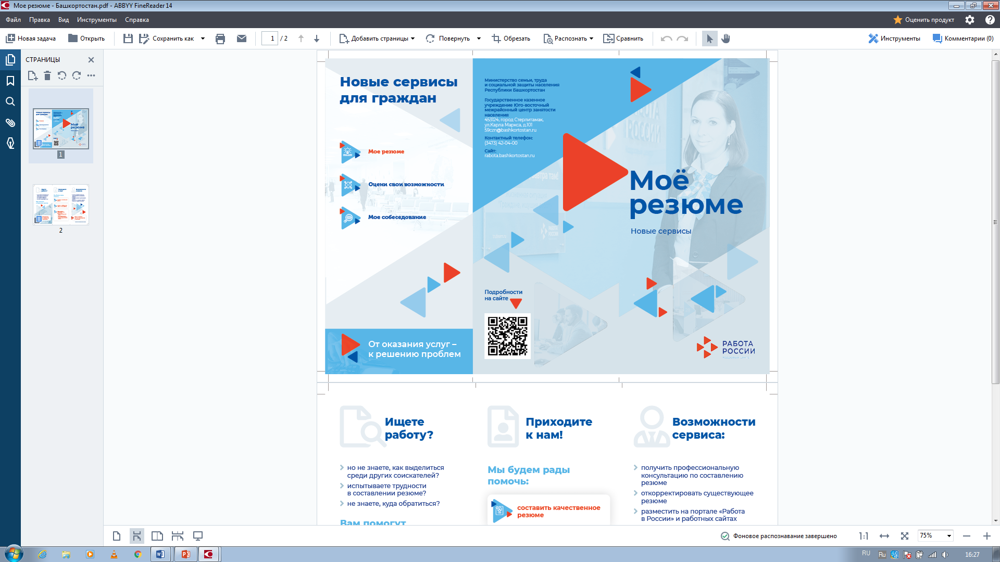 Мое резюме - Башкортостан.pdf - ABBYY FineReader 14
Файл Правка Вид Инструменты Справка
Оценить продукт
Новая задача Открыть Сохранить как 1 / 2 Добавить страницы Повернуть Обрезать Распознать Сравнить Инструменты Комментарии (0)
СТРАНИЦЫ
1
2
Новые сервисы
для граждан
Мое резюме
Оцени свои возможности
Мое собеседование
От оказания услуг –
к решению проблем
Министерство семьи, труда
и социальной защиты населения
Республики Башкортостан
Государственное казенное
учреждение Юго-восточный
межрайонный центр занятости
населения
453124, город Стерлитамак,
ул.Карла Маркса, д.101
59czn@bashkortostan.ru
Контактный телефон:
(3473) 42-04-00
Сайт:
rabota.bashkortostan.ru
Подробности
на сайте
Моё
резюме
Новые сервисы
РАБОТА
РОССИИ
Ищете
работу?
но не знаете, как выделиться
среди других соискателей?
испытываете трудности
в составлении резюме?
не знаете, куда обратиться?
Вам помогут
Приходите
к нам!
Мы будем рады
помочь:
составить качественное
резюме
Возможности
сервиса:
получить профессиональную
консультацию по составлению
резюме
откорректировать существующее
резюме
разместить на портале «Работа
в России» и работных сайтах
Фоновое распознавание завершено 1:1 75%
RU Ru 16:27